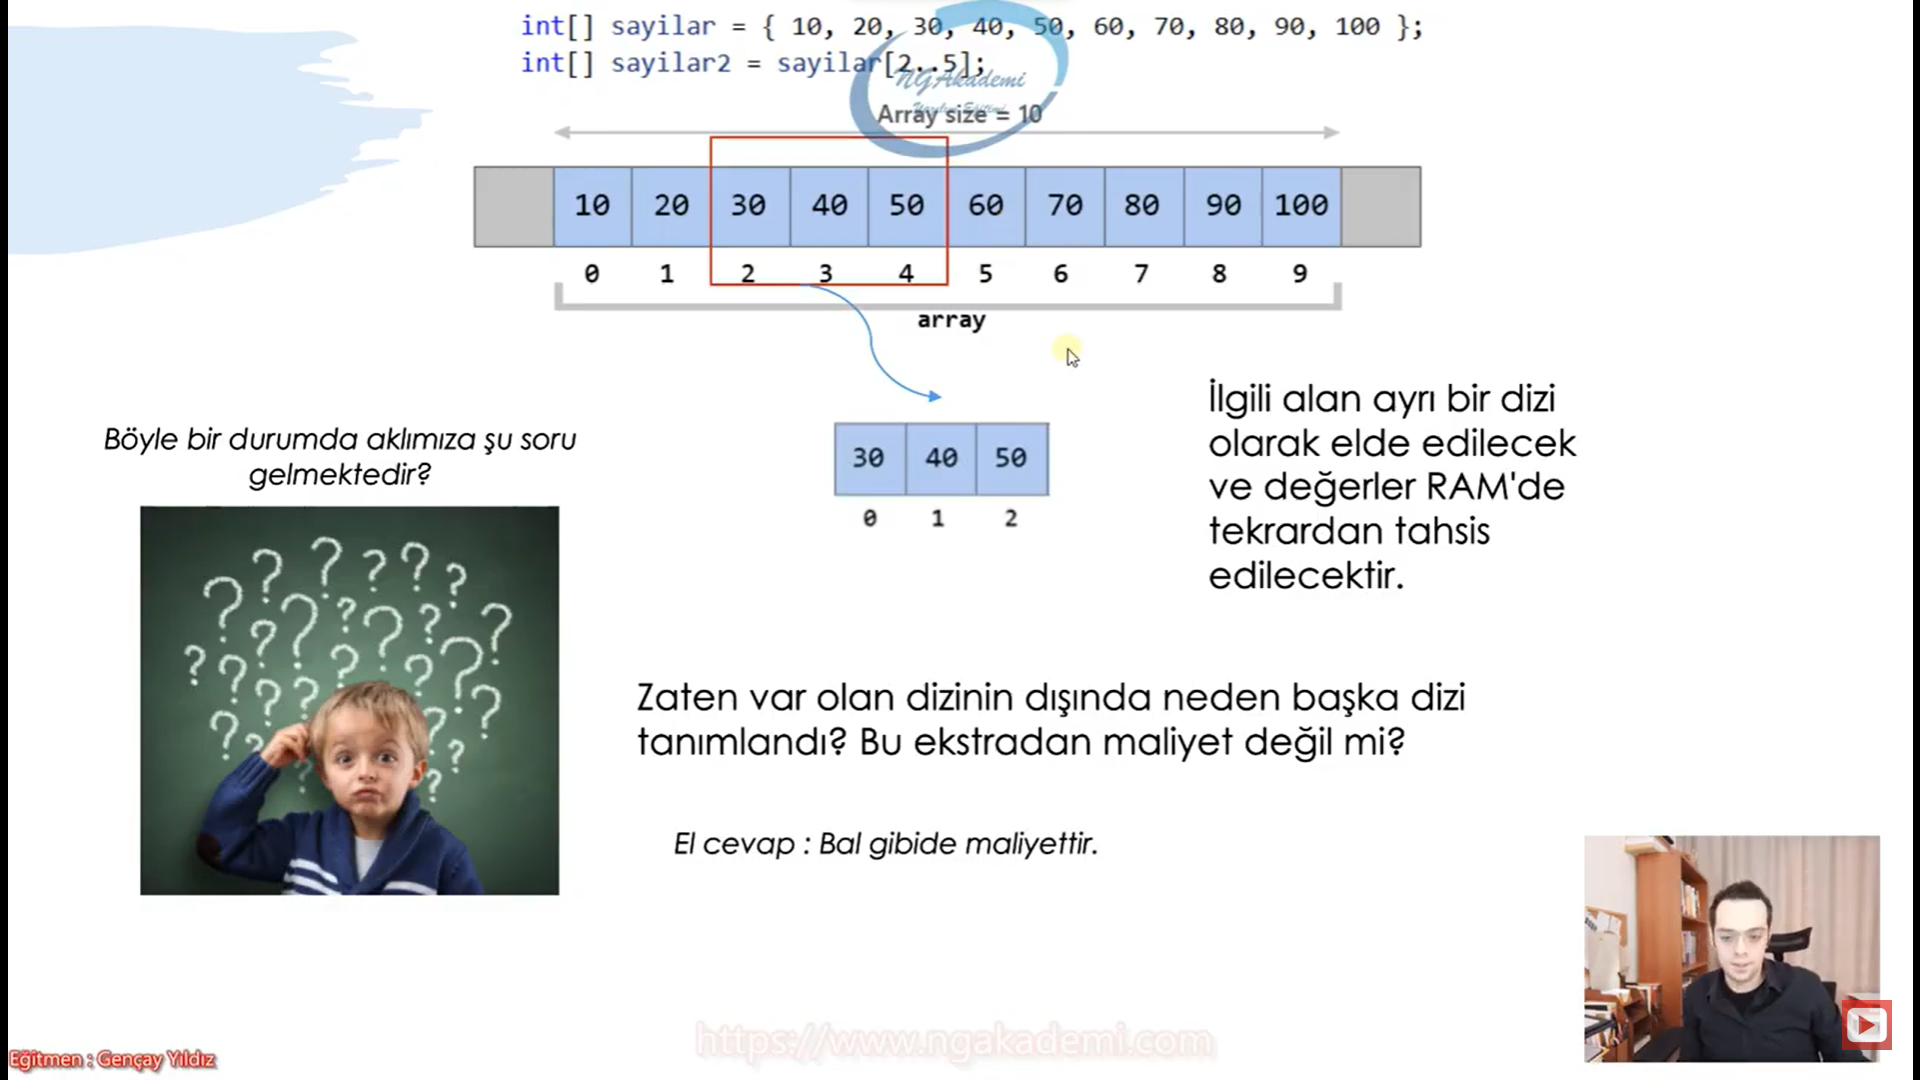 int[] sayilar = { 10, 20, 30, 40, 50, 60, 70, 80, 90, 100 };
int[] sayilar2 = sayilar[2..5];
NGAkademi
Yazılım Eğitimi
Array size = 10
10 20 30 40 50 60 70 80 90 100
0 1 2 3 4 5 6 7 8 9
array
Böyle bir durumda aklımıza şu soru
gelmektedir?
30 40 50
0 1 2
İlgili alan ayrı bir dizi
olarak elde edilecek
ve değerler RAM'de
tekrardan tahsis
edilecektir.
Zaten var olan dizinin dışında neden başka dizi
tanımlandı? Bu ekstradan maliyet değil mi?
El cevap : Bal gibide maliyettir.
https://www.ngakademi.com
Eğitmen : Gençay Yıldız